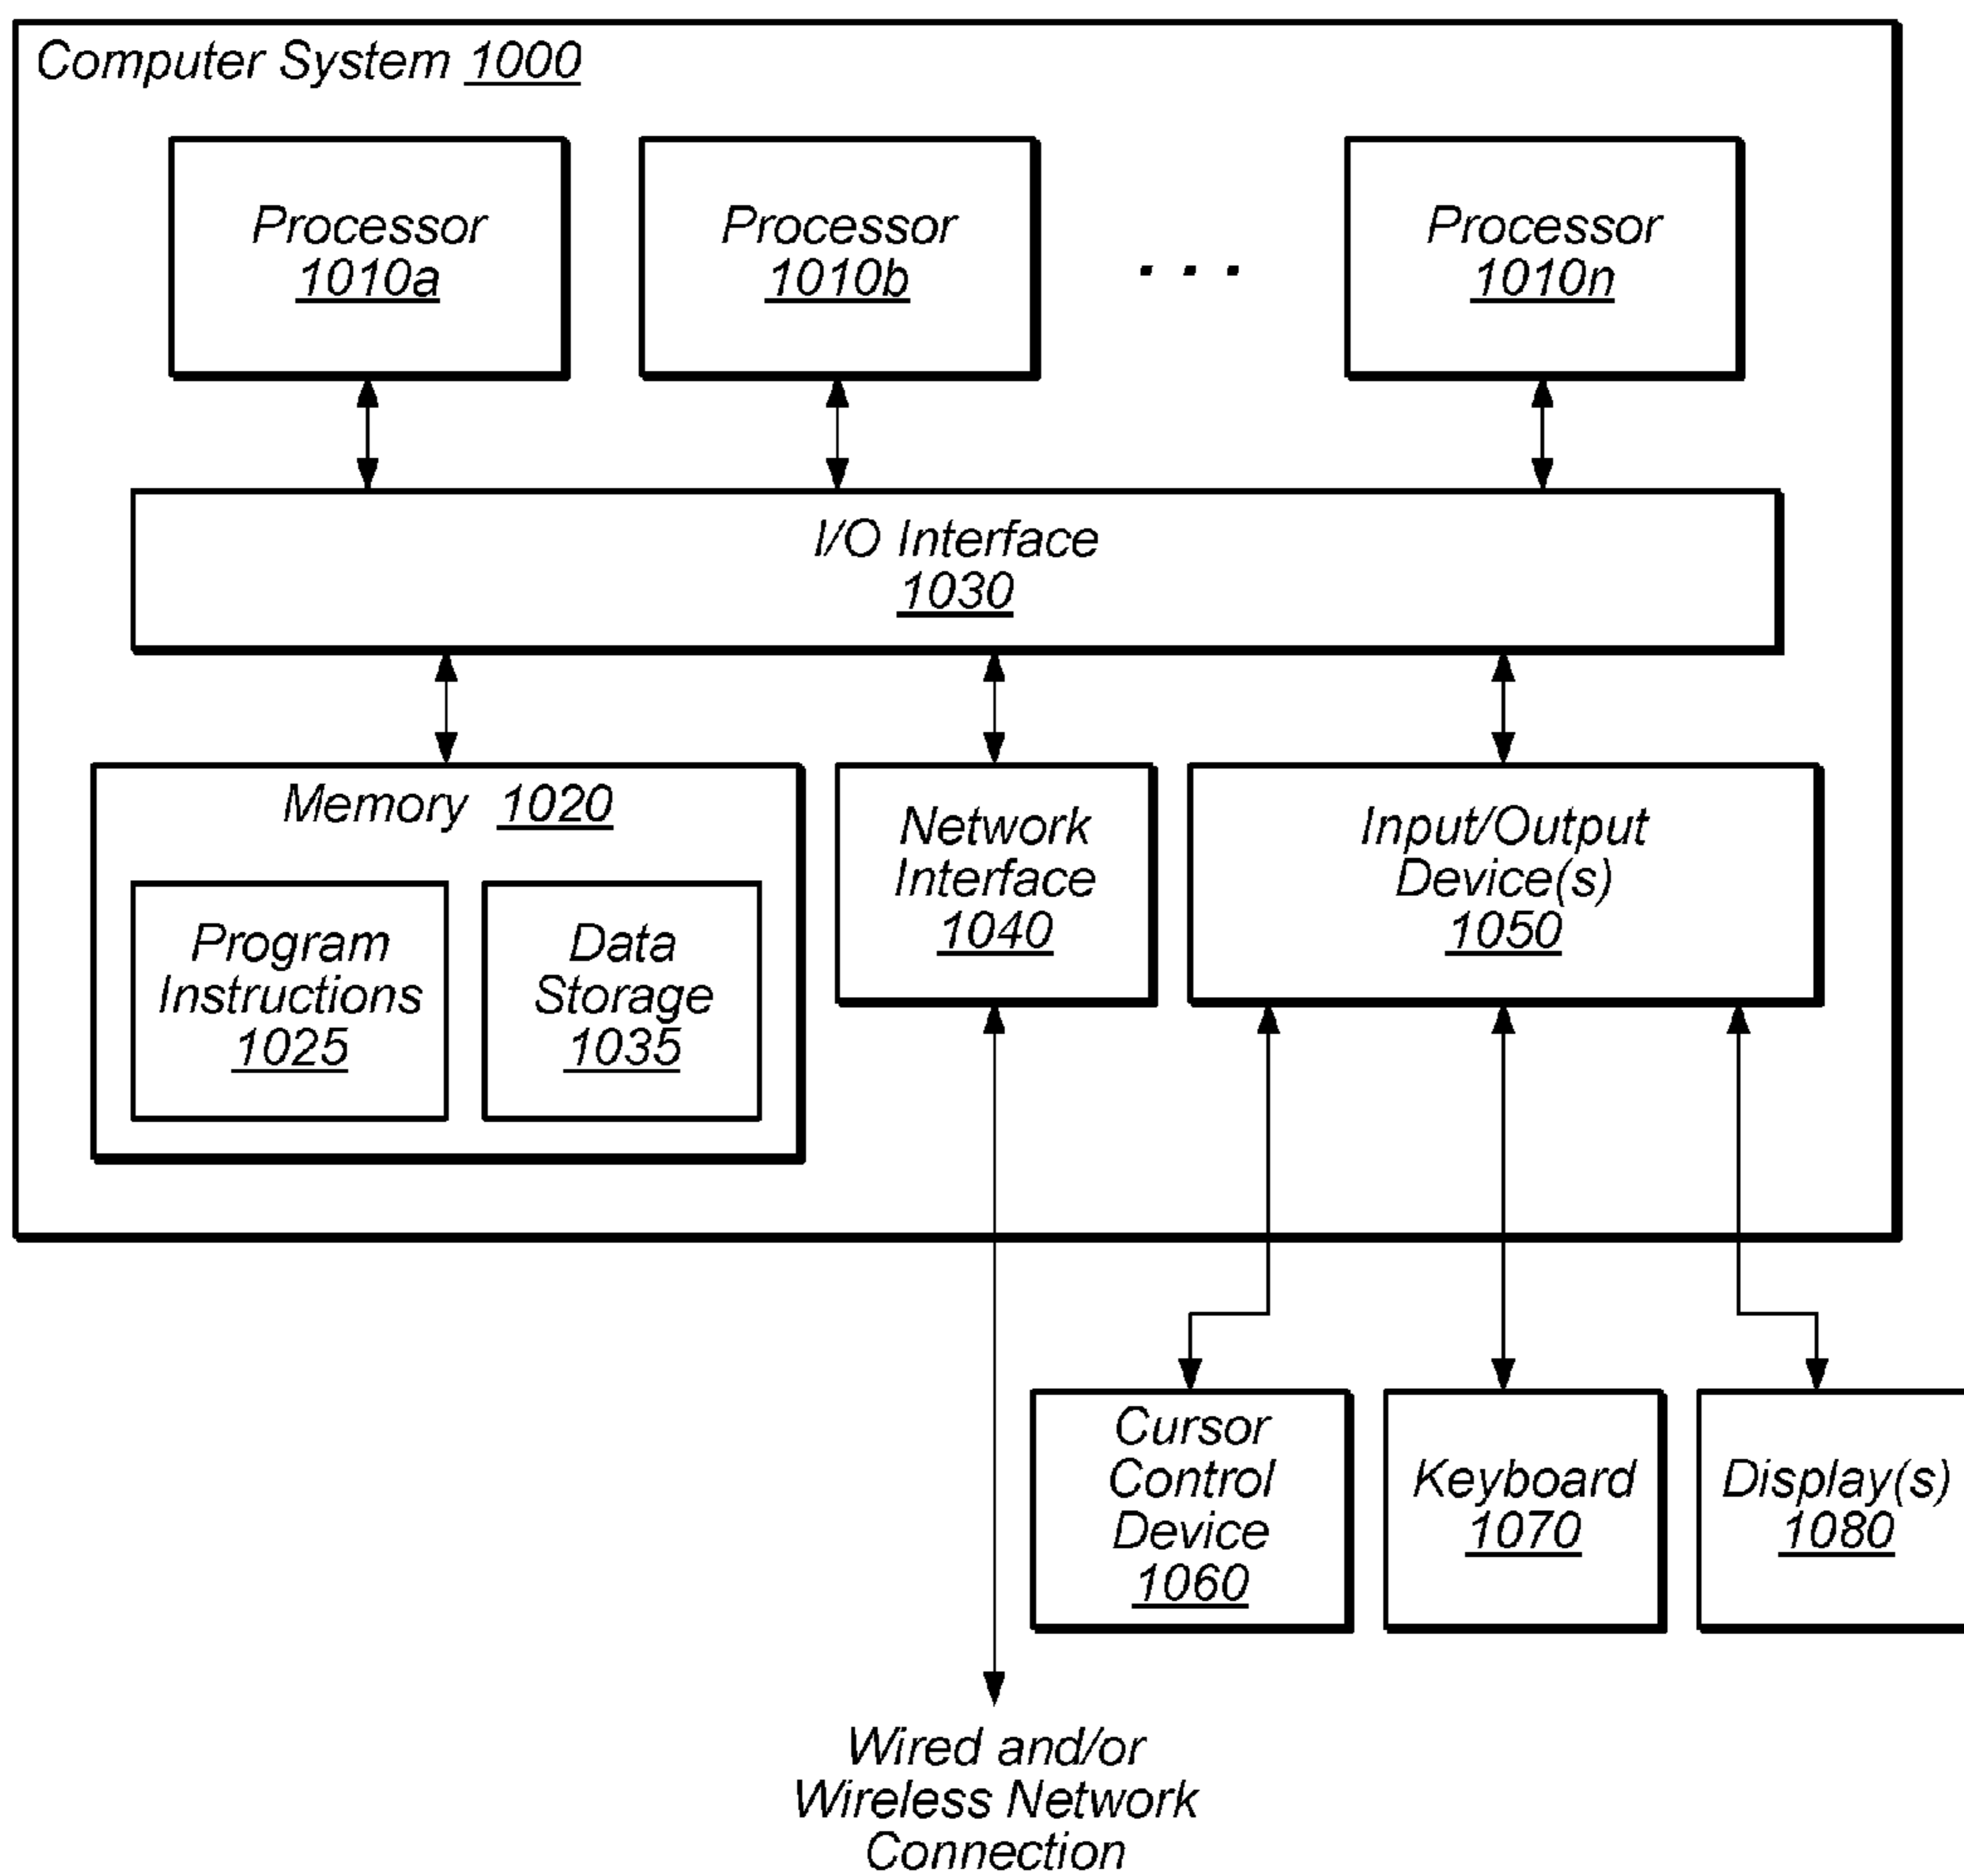 Computer System 1000
Processor
1010a
Processor
1010b
. . .
Processor
1010n
I/O Interface
1030
Memory 1020
Program
Instructions
1025
Data
Storage
1035
Network
Interface
1040
Input/Output
Device(s)
1050
Cursor
Control
Device
1060
Keyboard
1070
Display(s)
1080
Wired and/or
Wireless Network
Connection